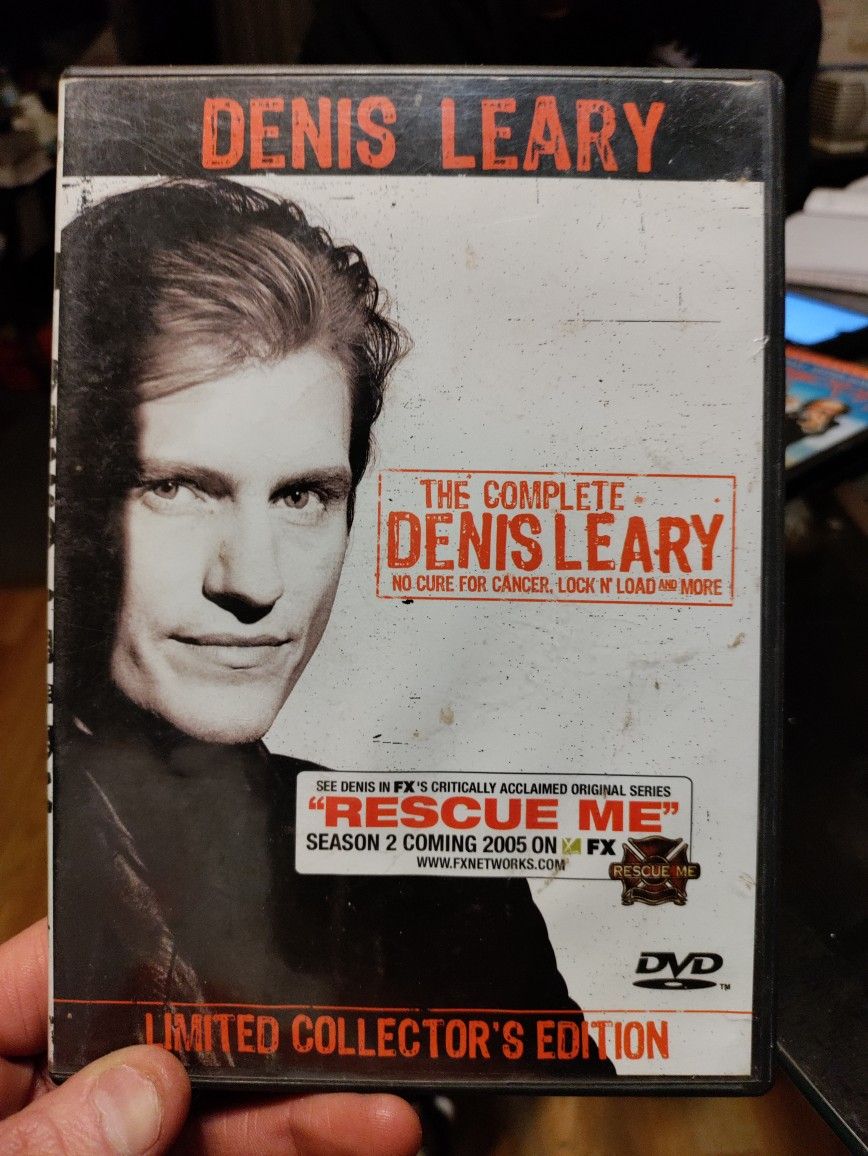 DENIS LEARY
THE COMPLETE
DENIS LEARY
NO CURE FOR CANCER, LOCK N' LOAD AND MORE
SEE DENIS IN FX'S CRITICALLY ACCLAIMED ORIGINAL SERIES
"RESCUE ME"
SEASON 2 COMING 2005 ON FX
WWW.FXNETWORKS.COM
RESCUE ME
DVD
TM
LIMITED COLLECTOR'S EDITION